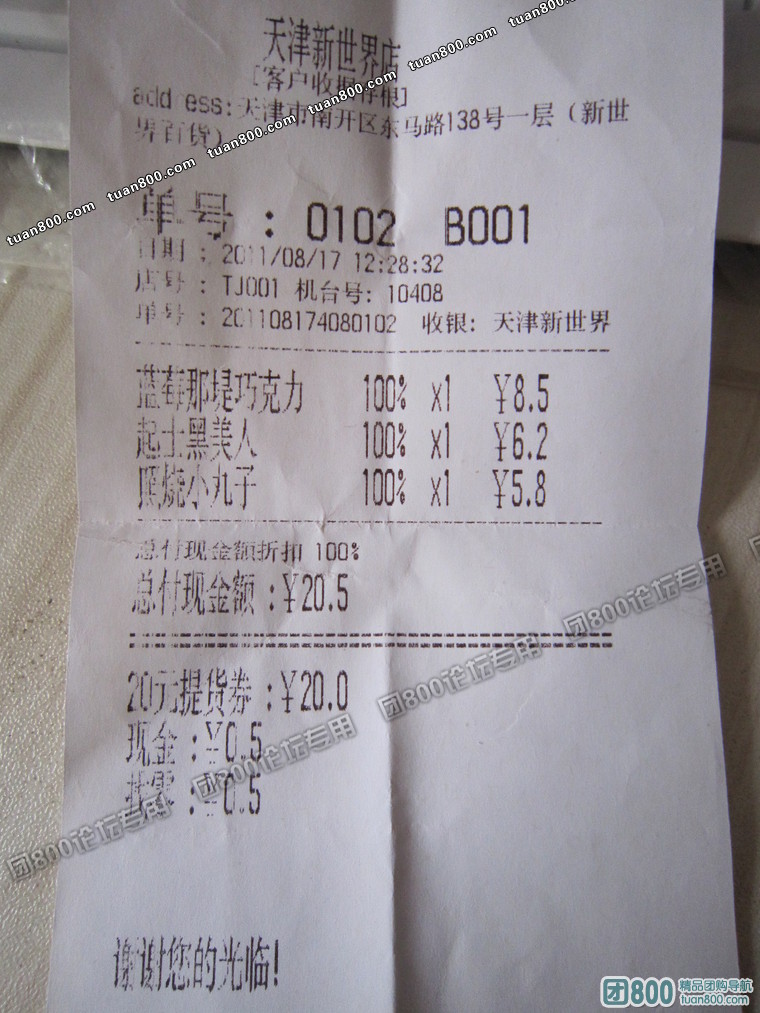 天津新世界店
[客户收据存根]
address:天津市南开区东马路138号一层（新世
界百货）
单号 : 0102 B001
日期 : 2011/08/17 12:28:32
店号 : TJ001 机台号: 10408
单号 : 201108174080102 收银: 天津新世界
蓝莓那堤巧克力 100% x1 ¥8.5
起士黑美人 100% x1 ¥6.2
照烧小丸子 100% x1 ¥5.8
总付现金额折扣 100%
总付现金额 :¥20.5
20元提货券 :¥20.0
现金 :¥0.5
找零 :¥0.5
谢谢您的光临!
tuan800.com tuan800.com tuan800.com tuan800.com tuan800.com tuan800.com
团800论坛专用 团800论坛专用 团800论坛专用 团800论坛专用
团800 精品团购导航
tuan800.com